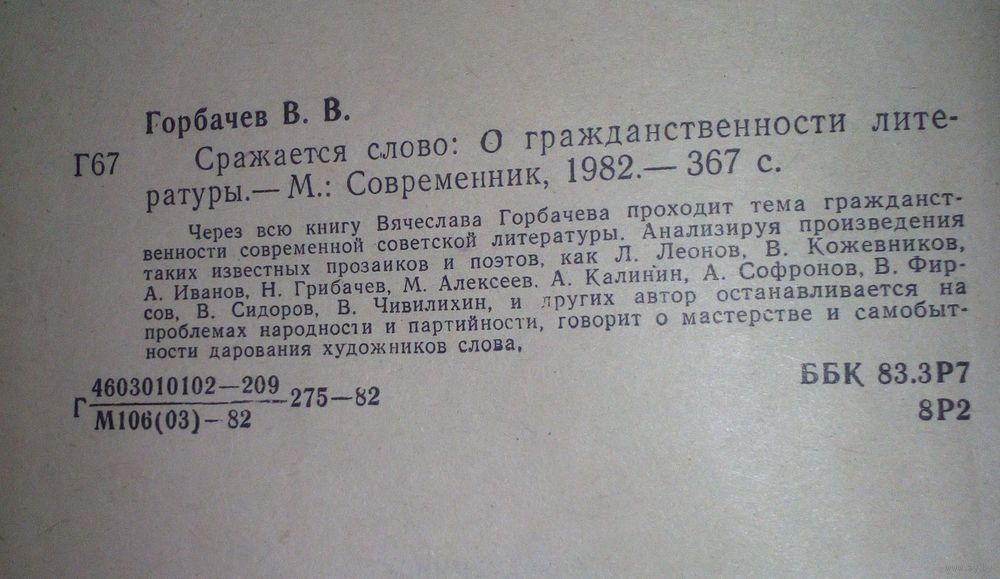 Горбачев В. В.
Г67 Сражается слово: О гражданственности лите-
ратуры.— М.: Современник, 1982.— 367 с.
Через всю книгу Вячеслава Горбачева проходит тема гражданст-
венности современной советской литературы. Анализируя произведения
таких известных прозаиков и поэтов, как Л. Леонов, В. Кожевников,
А. Иванов, Н. Грибачев, М. Алексеев. А. Калинин, А. Софронов, В. Фир-
сов, В. Сидоров, В. Чивилихин, и других автор останавливается на
проблемах народности и партийности, говорит о мастерстве и самобыт-
ности дарования художников слова.
4603010102—209
Г 275—82
М106(03)—82
ББК 83.3Р7
8Р2